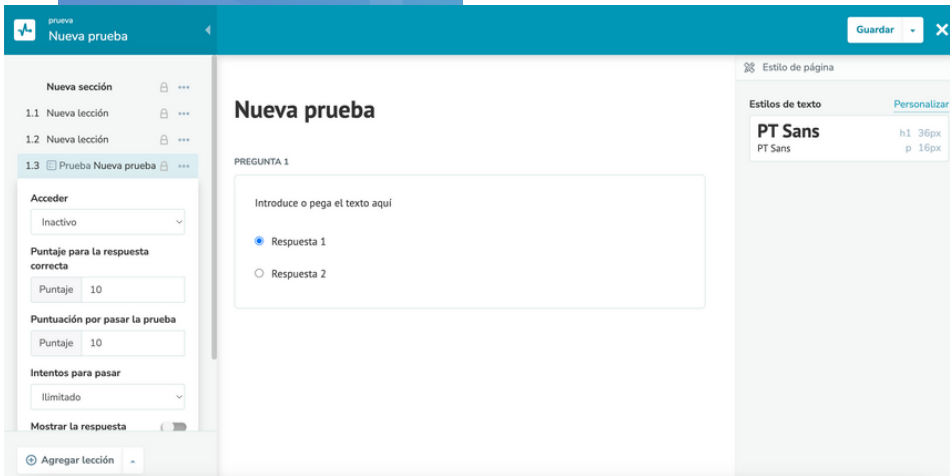 prueva
Nueva prueba
Guardar
Nueva sección
1.1 Nueva lección
1.2 Nueva lección
1.3 Prueba Nueva prueba
Acceder
Inactivo
Puntaje para la respuesta
correcta
Puntaje 10
Puntuación por pasar la prueba
Puntaje 10
Intentos para pasar
Ilimitado
Mostrar la respuesta
Agregar lección
Nueva prueba
PREGUNTA 1
Introduce o pega el texto aquí
Respuesta 1
Respuesta 2
Estilo de página
Estilos de texto Personalizar
PT Sans h1 36px
PT Sans p 16px